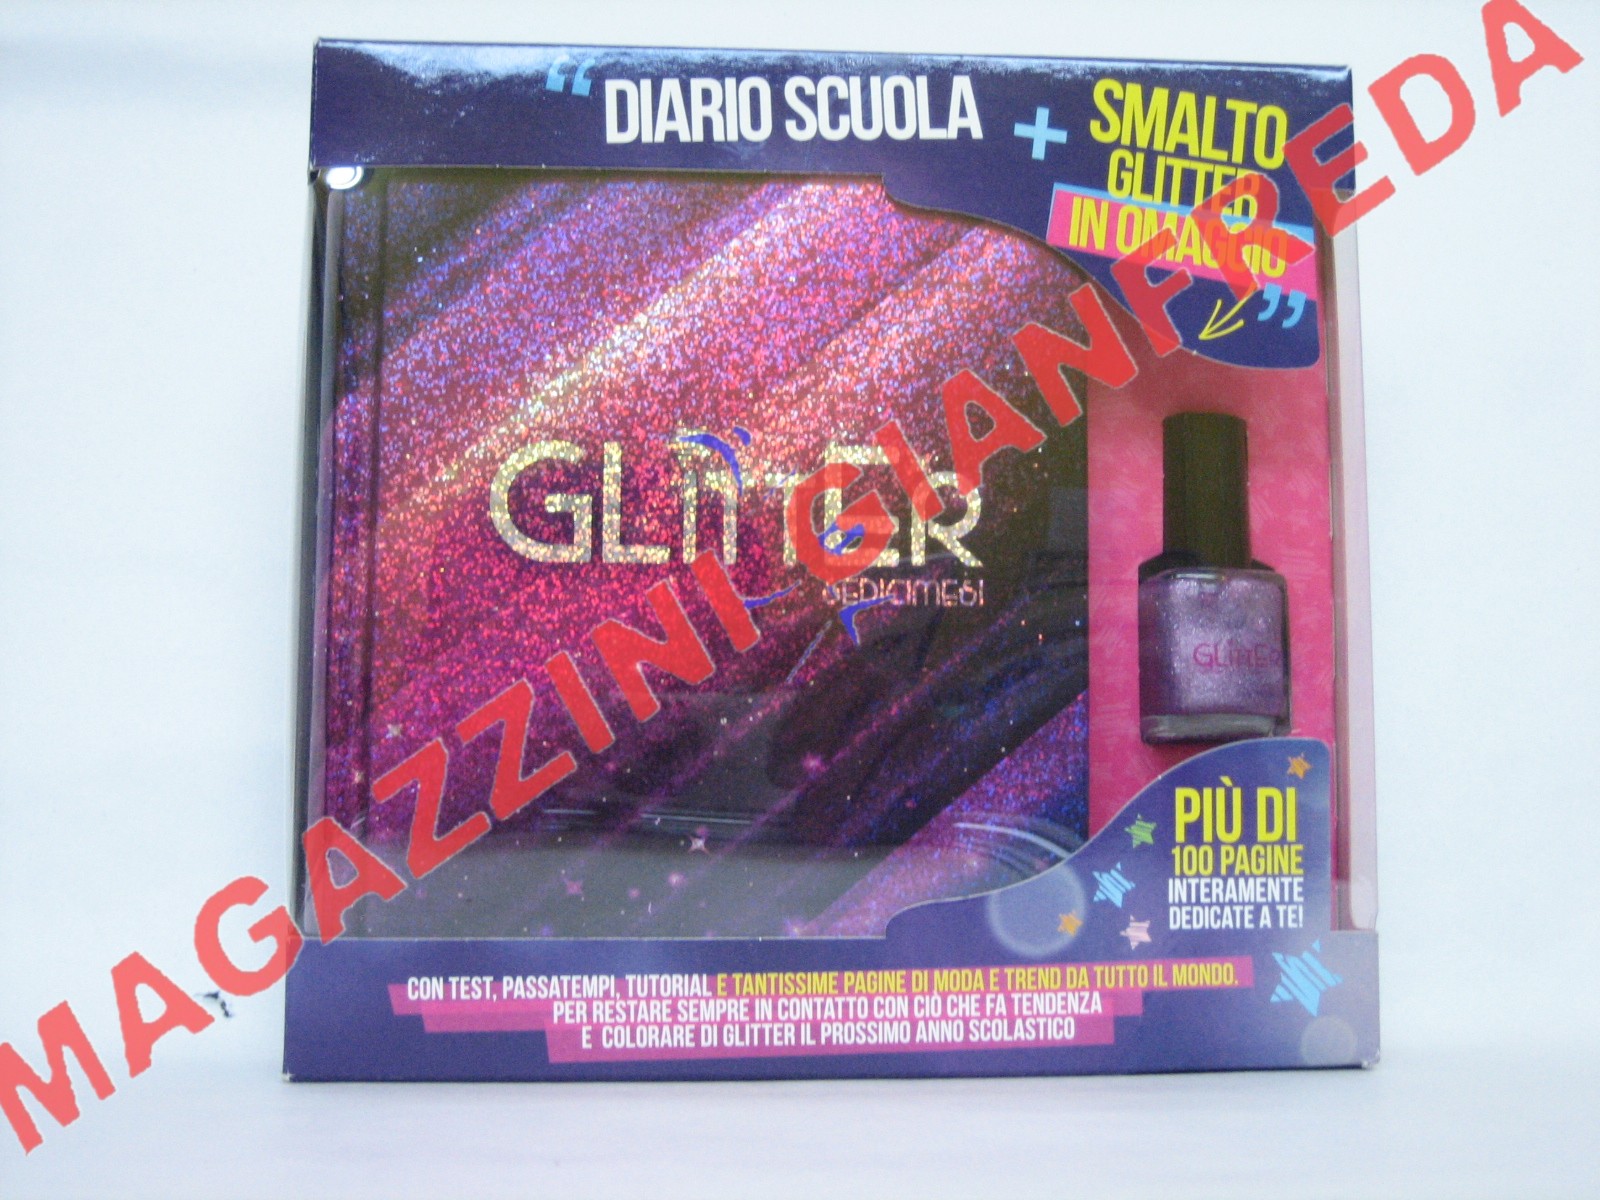 “ DIARIO SCUOLA
+
SMALTO
GLITTER
IN OMAGGIO ”
GLITTER
SEDICIMESI
GLITTER
PIÙ DI
100 PAGINE
INTERAMENTE
DEDICATE A TE!
CON TEST, PASSATEMPI, TUTORIAL E TANTISSIME PAGINE DI MODA E TREND DA TUTTO IL MONDO.
PER RESTARE SEMPRE IN CONTATTO CON CIÒ CHE FA TENDENZA
E COLORARE DI GLITTER IL PROSSIMO ANNO SCOLASTICO
MAGAZZINI GIANFREDA